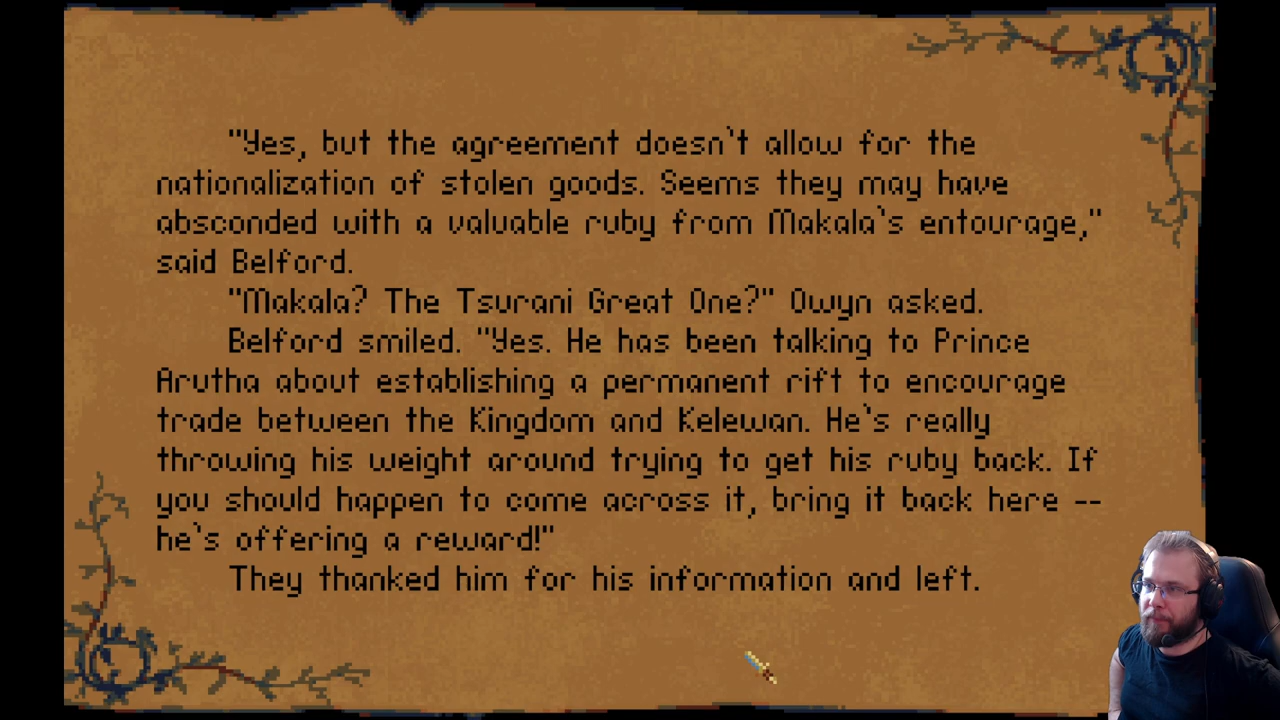 "Yes, but the agreement doesn't allow for the
nationalization of stolen goods. Seems they may have
absconded with a valuable ruby from Makala's entourage,"
said Belford.
"Makala? The Tsurani Great One?" Owyn asked.
Belford smiled. "Yes. He has been talking to Prince
Arutha about establishing a permanent rift to encourage
trade between the Kingdom and Kelewan. He's really
throwing his weight around trying to get his ruby back. If
you should happen to come across it, bring it back here --
he's offering a reward!"
They thanked him for his information and left.